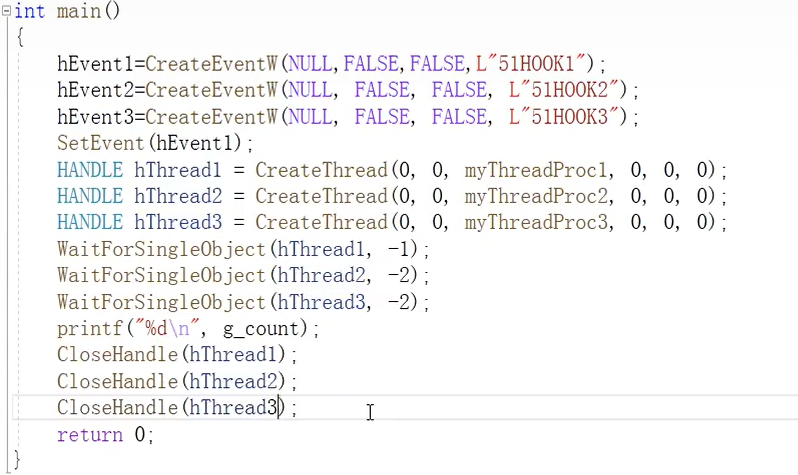 int main()
{
hEvent1=CreateEventW(NULL,FALSE,FALSE,L"51HOOK1");
hEvent2=CreateEventW(NULL, FALSE, FALSE, L"51HOOK2");
hEvent3=CreateEventW(NULL, FALSE, FALSE, L"51HOOK3");
SetEvent(hEvent1);
HANDLE hThread1 = CreateThread(0, 0, myThreadProc1, 0, 0, 0);
HANDLE hThread2 = CreateThread(0, 0, myThreadProc2, 0, 0, 0);
HANDLE hThread3 = CreateThread(0, 0, myThreadProc3, 0, 0, 0);
WaitForSingleObject(hThread1, -1);
WaitForSingleObject(hThread2, -2);
WaitForSingleObject(hThread3, -2);
printf("%d\n", g_count);
CloseHandle(hThread1);
CloseHandle(hThread2);
CloseHandle(hThread3);
return 0;
}